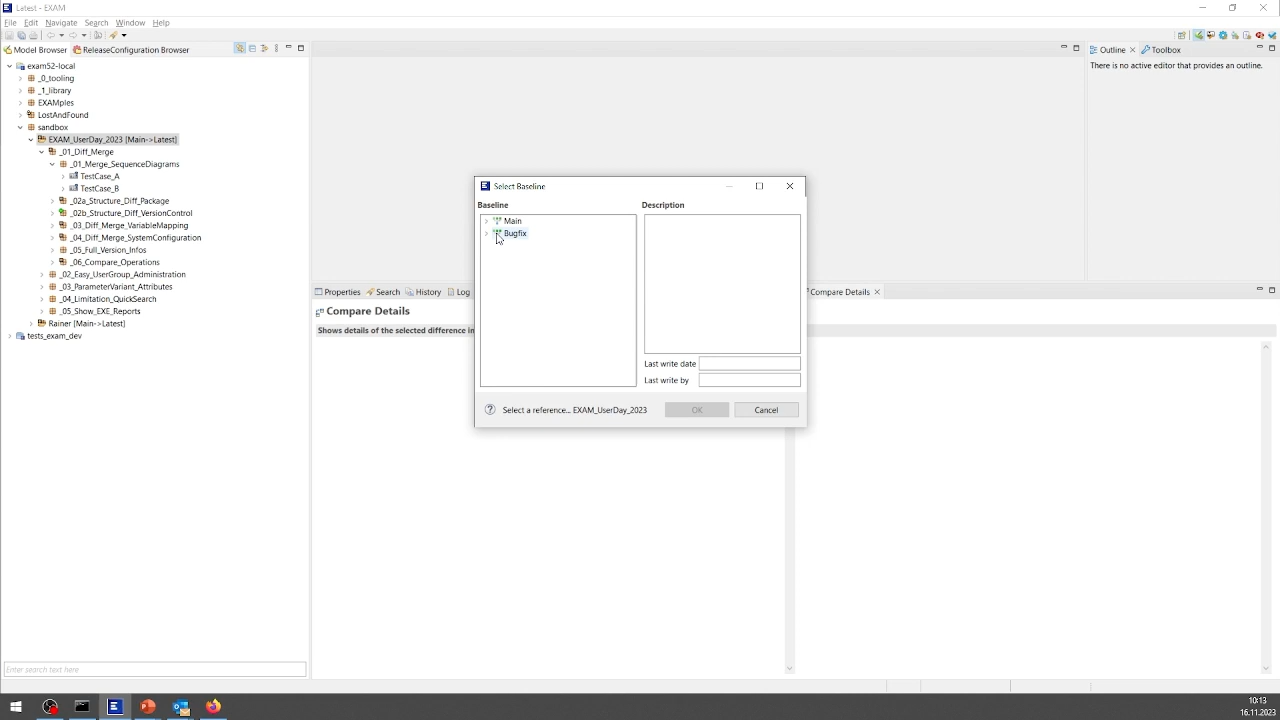 Latest - EXAM
File Edit Navigate Search Window Help
Model Browser ReleaseConfiguration Browser
Outline Toolbox
exam52-local
There is no active editor that provides an outline.
_0_tooling
_1_library
EXAMples
LostAndFound
sandbox
EXAM_UserDay_2023 [Main->Latest]
_01_Diff_Merge
_01_Merge_SequenceDiagrams
TestCase_A
TestCase_B
_02a_Structure_Diff_Package
_02b_Structure_Diff_VersionControl
_03_Diff_Merge_VariableMapping
_04_Diff_Merge_SystemConfiguration
_05_Full_Version_Infos
_06_Compare_Operations
_02_Easy_UserGroup_Administration
_03_ParameterVariant_Attributes
_04_Limitation_QuickSearch
_05_Show_EXE_Reports
Rainer [Main->Latest]
tests_exam_dev
Select Baseline
Baseline Description
Main
Bugfix
Last write date
Last write by
Select a reference... EXAM_UserDay_2023 OK Cancel
Properties Search History Log Compare Details
Compare Details
Shows details of the selected difference in
Enter search text here
10:13
16.11.2023